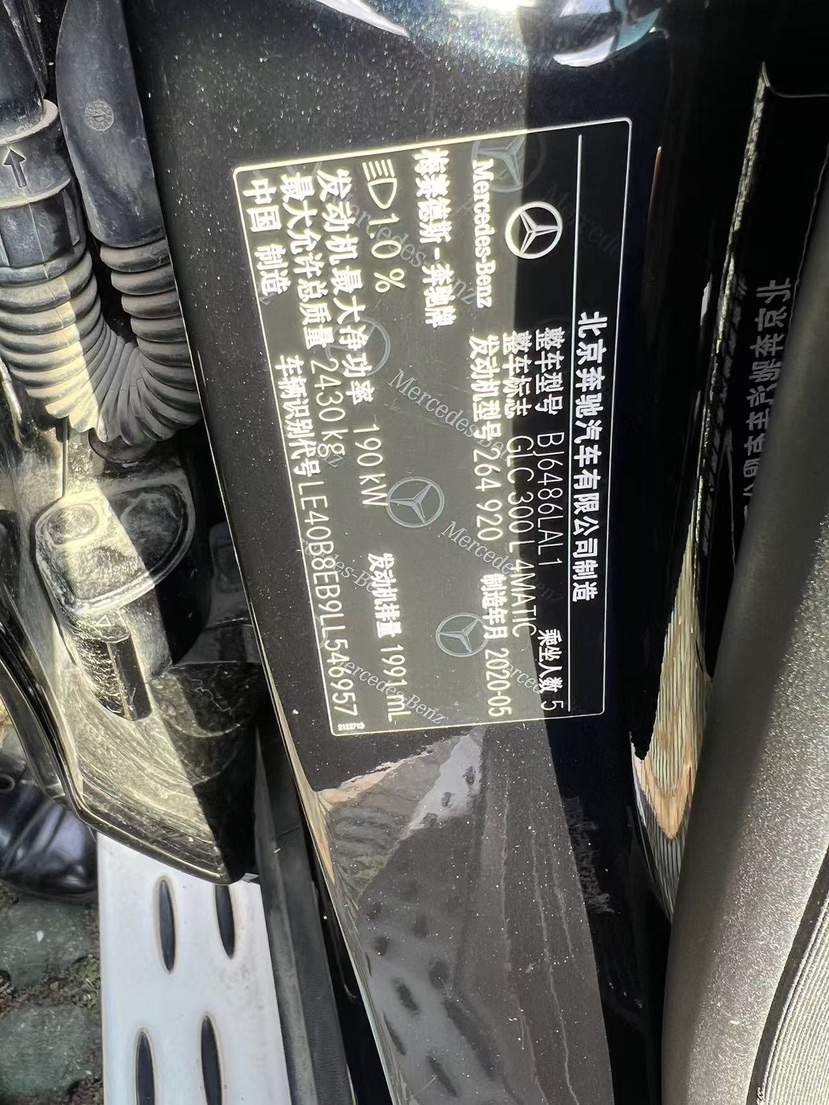 北京奔驰汽车有限公司制造
Mercedes-Benz
梅赛德斯-奔驰牌
整车型号 BJ6486LAL1 乘坐人数 5
整车标志 GLC 300 L 4MATIC
发动机型号 264 920 制造年月 2020-05
1.0 %
发动机最大净功率 190 kW 发动机排量 1991 mL
最大允许总质量 2430 kg
中国 制造 车辆识别代号 LE40B8EB9LL546957